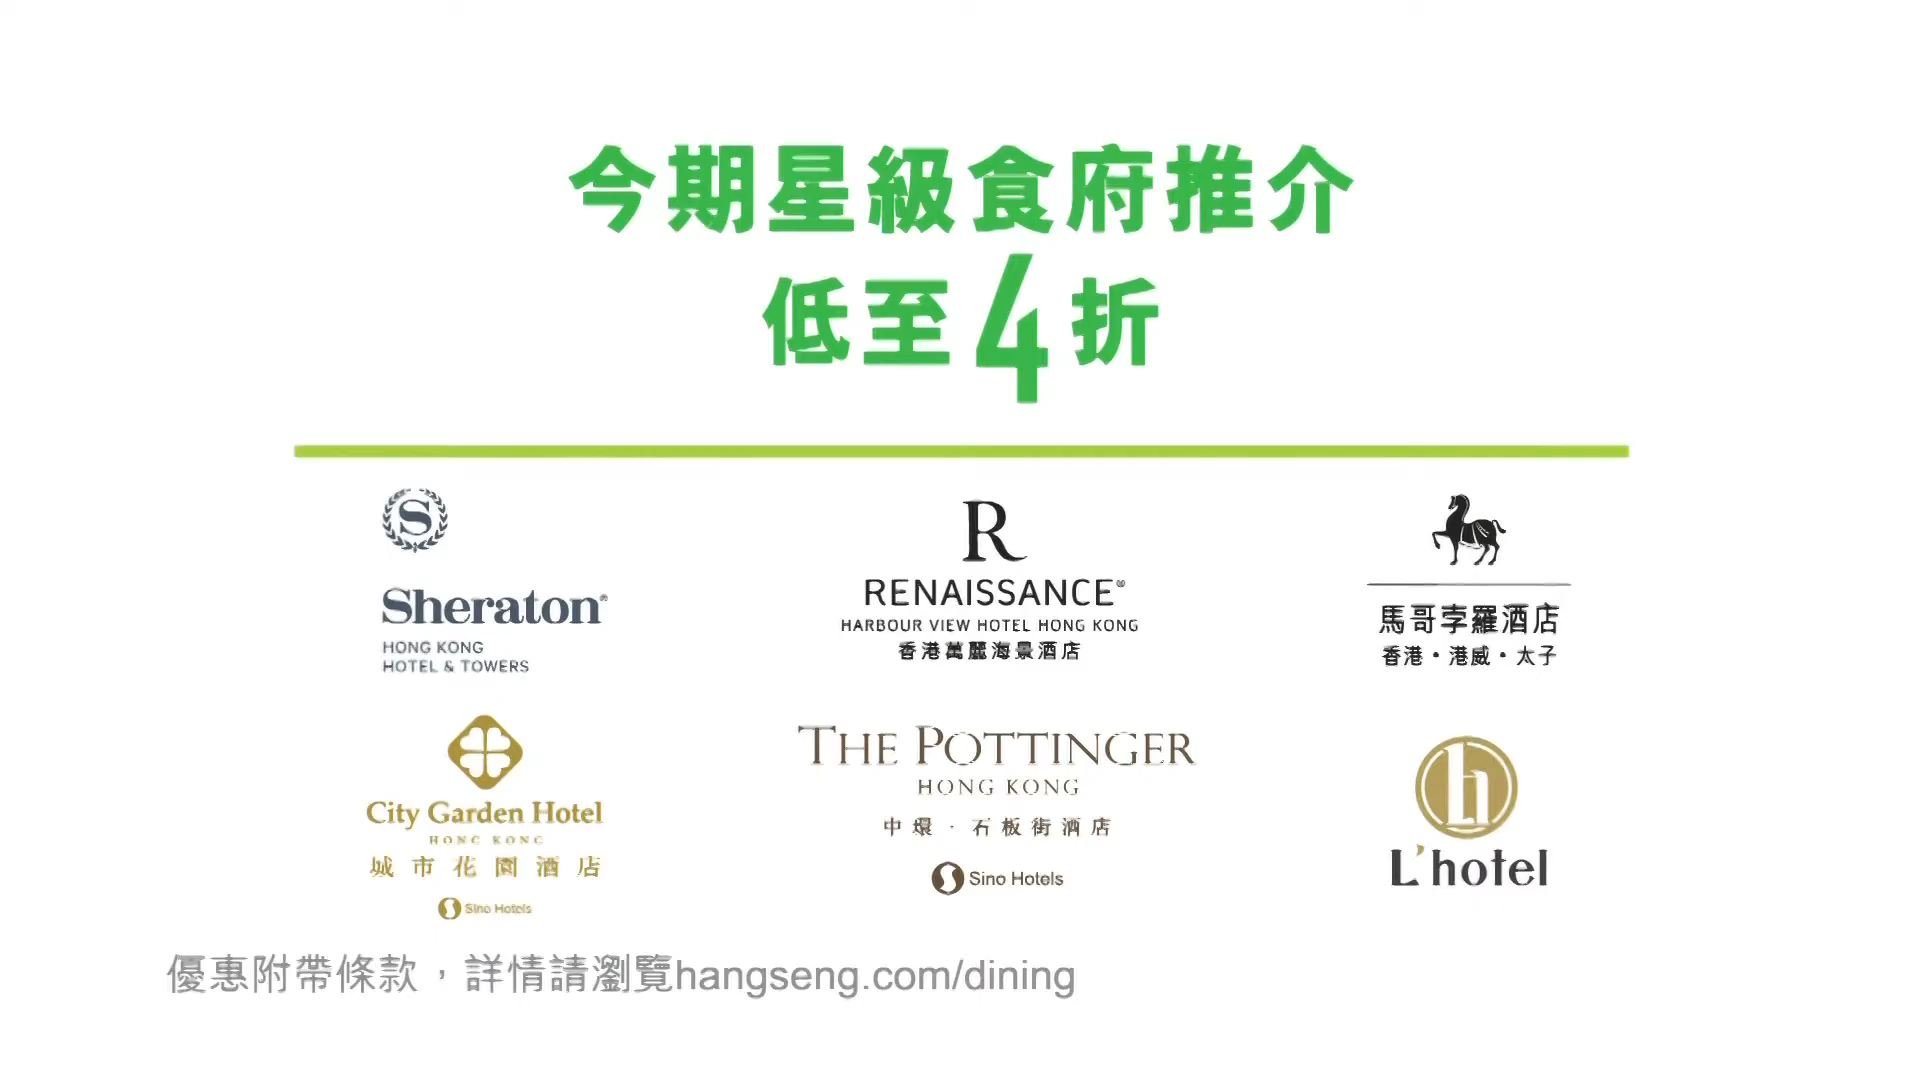 今期星級食府推介
低至4折
S
Sheraton®
HONG KONG
HOTEL & TOWERS
R
RENAISSANCE®
HARBOUR VIEW HOTEL HONG KONG
香港萬麗海景酒店
馬哥孛羅酒店
香港・港威・太子
City Garden Hotel
HONG KONG
城市花園酒店
Sino Hotels
THE POTTINGER
HONG KONG
中環・石板街酒店
Sino Hotels
h
L'hotel
優惠附帶條款，詳情請瀏覽hangseng.com/dining